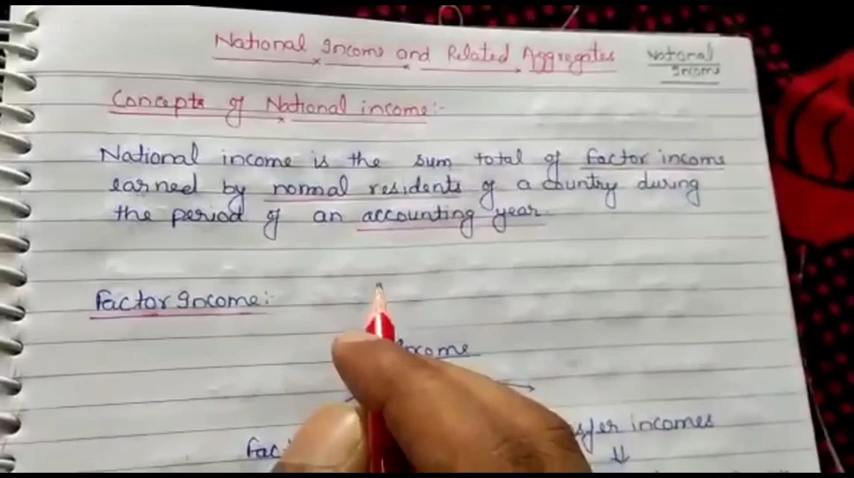 National Income and Related Aggregates
National
Income
Concepts of National income:-
National income is the sum total of factor income
earned by normal residents of a country during
the period of an accounting year.
Factor Income:
income
incomes